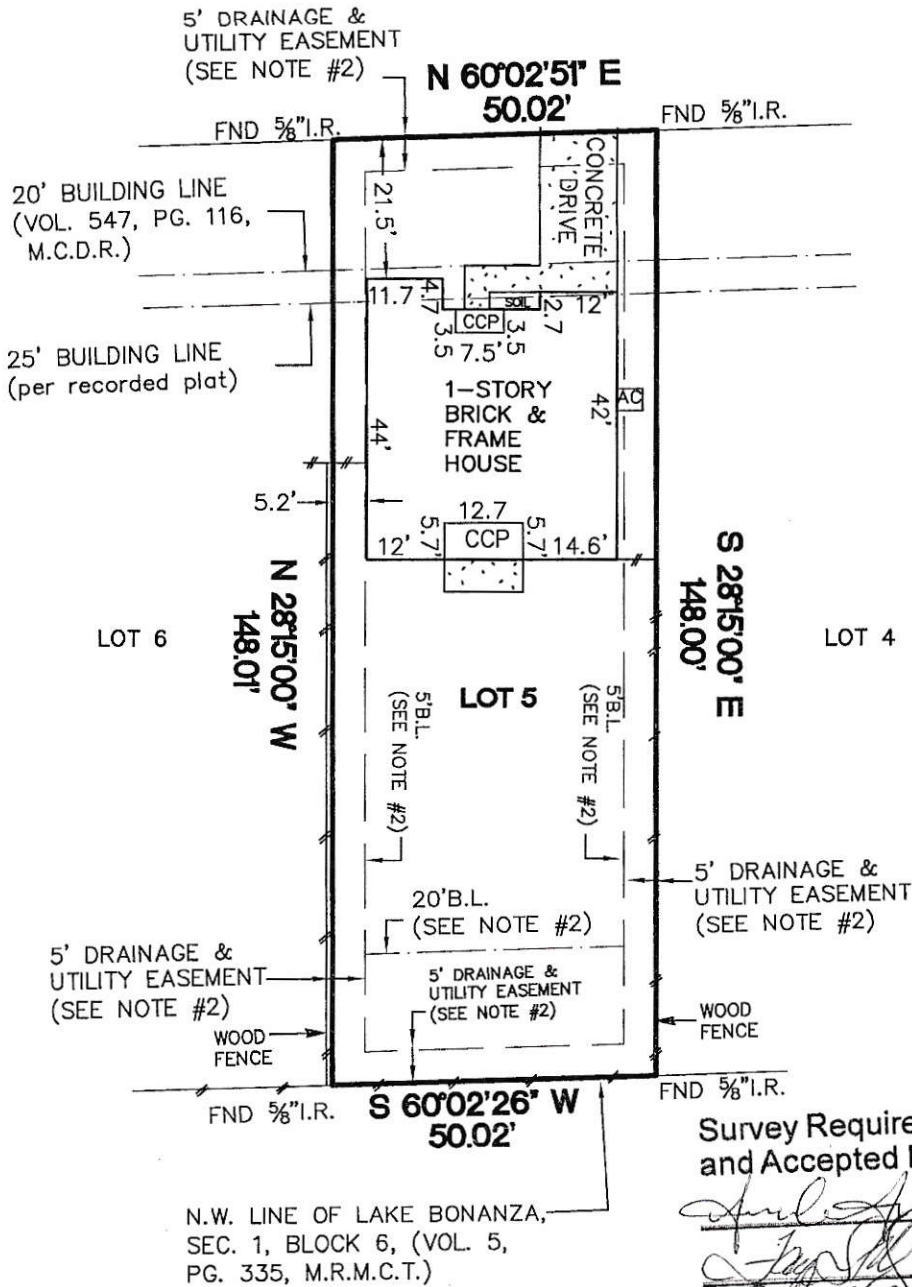 5' DRAINAGE &
UTILITY EASEMENT
(SEE NOTE #2)
N 60°02'51" E
50.02'
FND 5/8"I.R.
FND 5/8"I.R.
20' BUILDING LINE
(VOL. 547, PG. 116,
M.C.D.R.)
21.5'
CONCRETE
DRIVE
11.7
4.7
SOIL
12'
2.7
CCP
3.5
3.5
7.5'
25' BUILDING LINE
(per recorded plat)
1-STORY
BRICK &
FRAME
HOUSE
AC
42'
44'
5.2'
12.7
5.7'
CCP
5.7'
12'
14.6'
N 28°15'00" W
148.01'
S 28°15'00" E
148.00'
LOT 6
LOT 5
LOT 4
5'B.L.
(SEE NOTE #2)
5'B.L.
(SEE NOTE #2)
20'B.L.
(SEE NOTE #2)
5' DRAINAGE &
UTILITY EASEMENT
(SEE NOTE #2)
5' DRAINAGE &
UTILITY EASEMENT
(SEE NOTE #2)
5' DRAINAGE &
UTILITY EASEMENT
(SEE NOTE #2)
WOOD
FENCE
WOOD
FENCE
FND 5/8"I.R.
S 60°02'26" W
50.02'
FND 5/8"I.R.
Survey Require
and Accepted
N.W. LINE OF LAKE BONANZA,
SEC. 1, BLOCK 6, (VOL. 5,
PG. 335, M.R.M.C.T.)